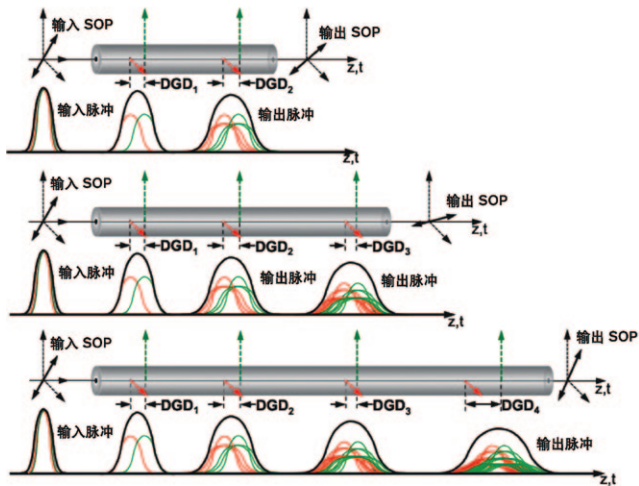 输入 SOP
输出 SOP
z,t
DGD₁
DGD₂
输入脉冲
输出脉冲
z,t
输入 SOP
输出 SOP
z,t
DGD₁
DGD₂
DGD₃
输入脉冲
输出脉冲
输出脉冲
z,t
输入 SOP
输出 SOP
z,t
DGD₁
DGD₂
DGD₃
DGD₄
输入脉冲
输出脉冲
z,t